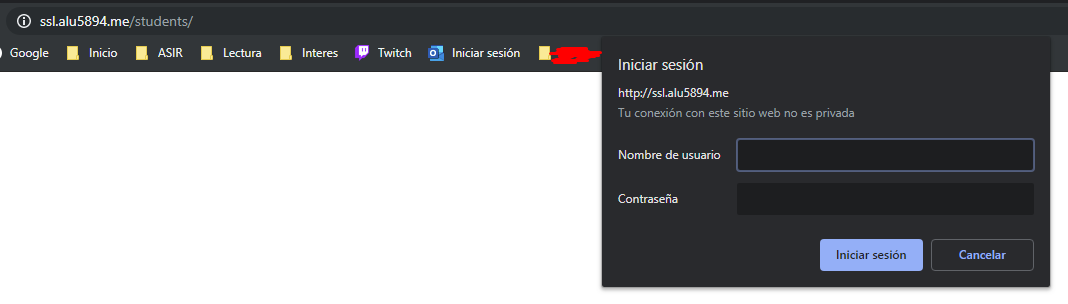 ssl.alu5894.me/students/
Google Inicio ASIR Lectura Interes Twitch Iniciar sesión
Iniciar sesión
http://ssl.alu5894.me
Tu conexión con este sitio web no es privada
Nombre de usuario
Contraseña
Iniciar sesión Cancelar